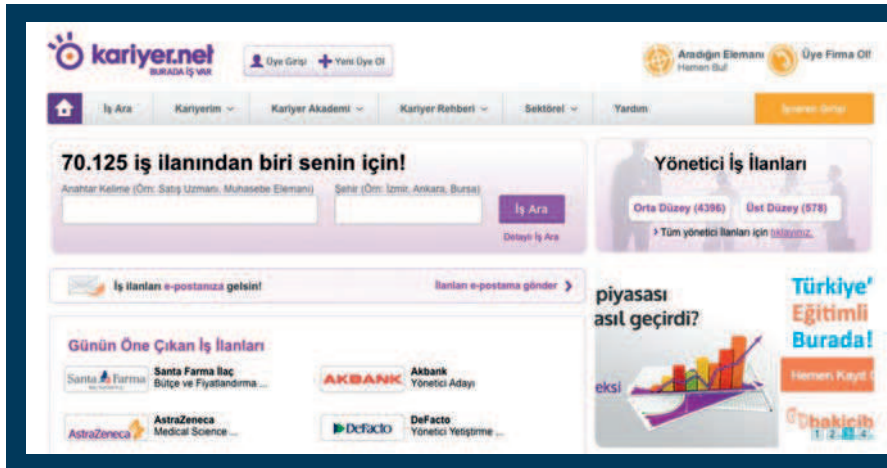 kariyer.net
BURADA İŞ VAR
Üye Girişi
Yeni Üye Ol
Aradığın Elemanı
Hemen Bul!
Üye Firma Ol!
İş Ara
Kariyerim
Kariyer Akademi
Kariyer Rehberi
Sektörel
Yardım
İşveren Girişi
70.125 iş ilanından biri senin için!
Anahtar Kelime (Örn: Satış Uzmanı, Muhasebe Elemanı)
Şehir (Örn: İzmir, Ankara, Bursa)
İş Ara
Detaylı İş Ara
Yönetici İş İlanları
Orta Düzey (4396)
Üst Düzey (578)
> Tüm yönetici ilanları için tıklayınız.
İş ilanları e-postanıza gelsin!
İlanları e-postama gönder
piyasası
asıl geçirdi?
eksi
Türkiye'
Eğitimli
Burada!
Hemen Kayıt
bakicib
1 2 3 4
Günün Öne Çıkan İş İlanları
Santa Farma
Santa Farma İlaç
Bütçe ve Fiyatlandırma ...
AKBANK
Akbank
Yönetici Adayı
AstraZeneca
AstraZeneca
Medical Science ...
DeFacto
DeFacto
Yönetici Yetiştirme ...